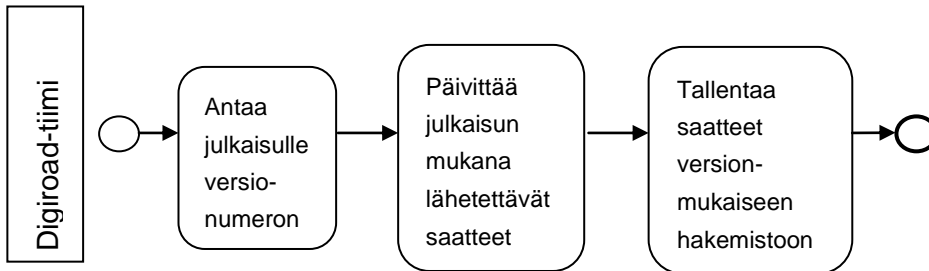 Digiroad-tiimi
Antaa
julkaisulle
versio-
numeron
Päivittää
julkaisun
mukana
lähetettävät
saatteet
Tallentaa
saatteet
version-
mukaiseen
hakemistoon